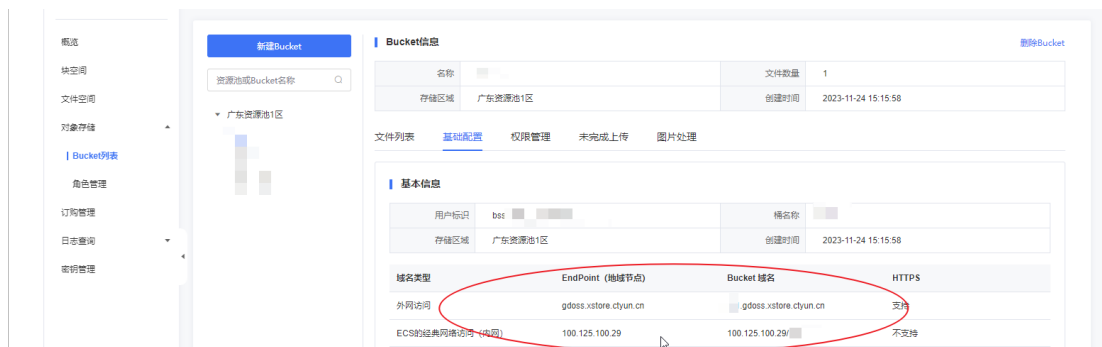 概览
块空间
文件空间
对象存储
Bucket列表
角色管理
订购管理
日志查询
密钥管理
新建Bucket
资源池或Bucket名称
广东资源池1区
Bucket信息
删除Bucket
名称
文件数量 1
存储区域 广东资源池1区 创建时间 2023-11-24 15:15:58
文件列表 基础配置 权限管理 未完成上传 图片处理
基本信息
用户标识 bss 桶名称
存储区域 广东资源池1区 创建时间 2023-11-24 15:15:58
域名类型 EndPoint（地域节点） Bucket 域名 HTTPS
外网访问 gdoss.xstore.ctyun.cn .gdoss.xstore.ctyun.cn 支持
ECS的经典网络访问（内网） 100.125.100.29 100.125.100.29/ 不支持